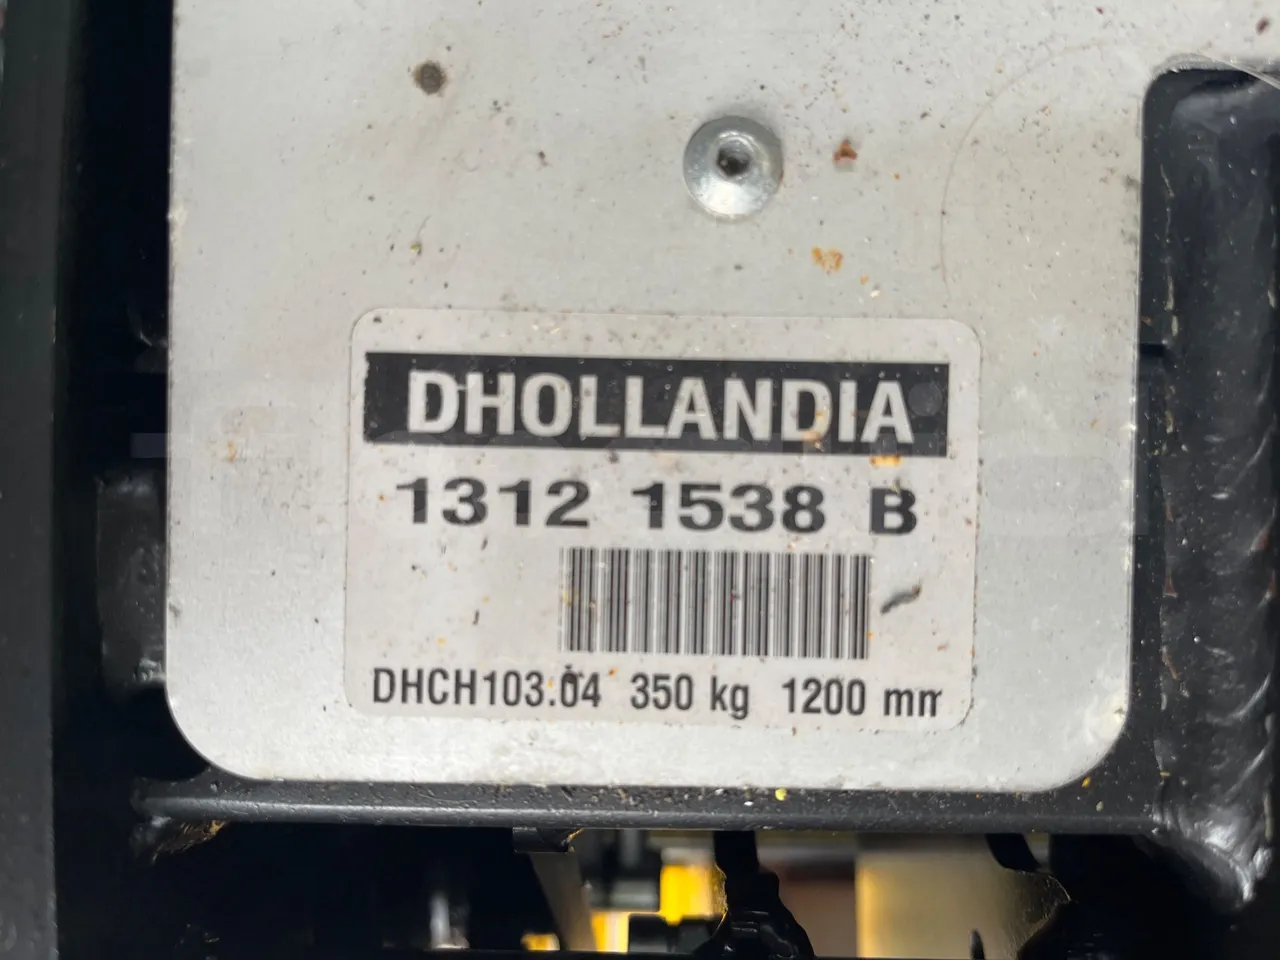 DHOLLANDIA
1312 1538 B
DHCH103.04 350 kg 1200 mm